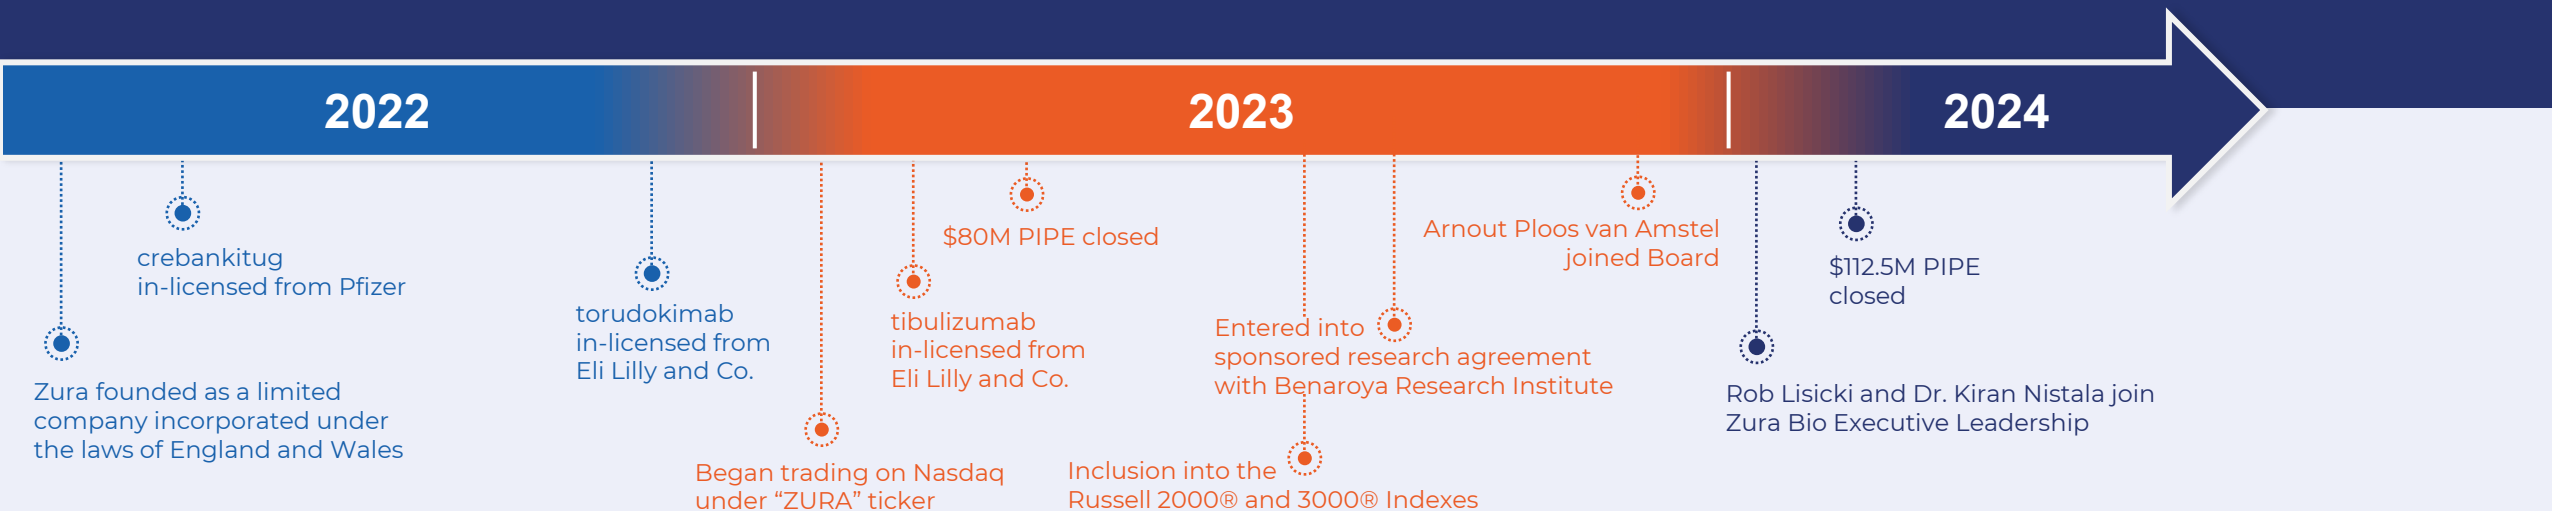 2022
2023
2024
Zura founded as a limited
company incorporated under
the laws of England and Wales
crebankitug
in-licensed from Pfizer
torudokimab
in-licensed from
Eli Lilly and Co.
Began trading on Nasdaq
under “ZURA” ticker
tibulizumab
in-licensed from
Eli Lilly and Co.
$80M PIPE closed
Inclusion into the
Russell 2000® and 3000® Indexes
Entered into
sponsored research agreement
with Benaroya Research Institute
Arnout Ploos van Amstel
joined Board
Rob Lisicki and Dr. Kiran Nistala join
Zura Bio Executive Leadership
$112.5M PIPE
closed